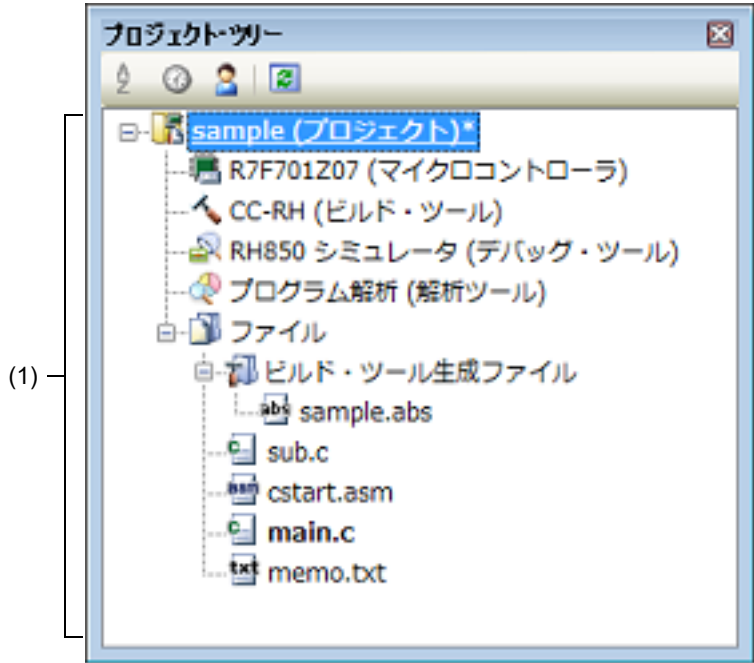 プロジェクト・ツリー
sample (プロジェクト)*
R7F701Z07 (マイクロコントローラ)
CC-RH (ビルド・ツール)
RH850 シミュレータ (デバッグ・ツール)
プログラム解析 (解析ツール)
ファイル
(1)
ビルド・ツール生成ファイル
abs sample.abs
c sub.c
asm cstart.asm
c main.c
txt memo.txt